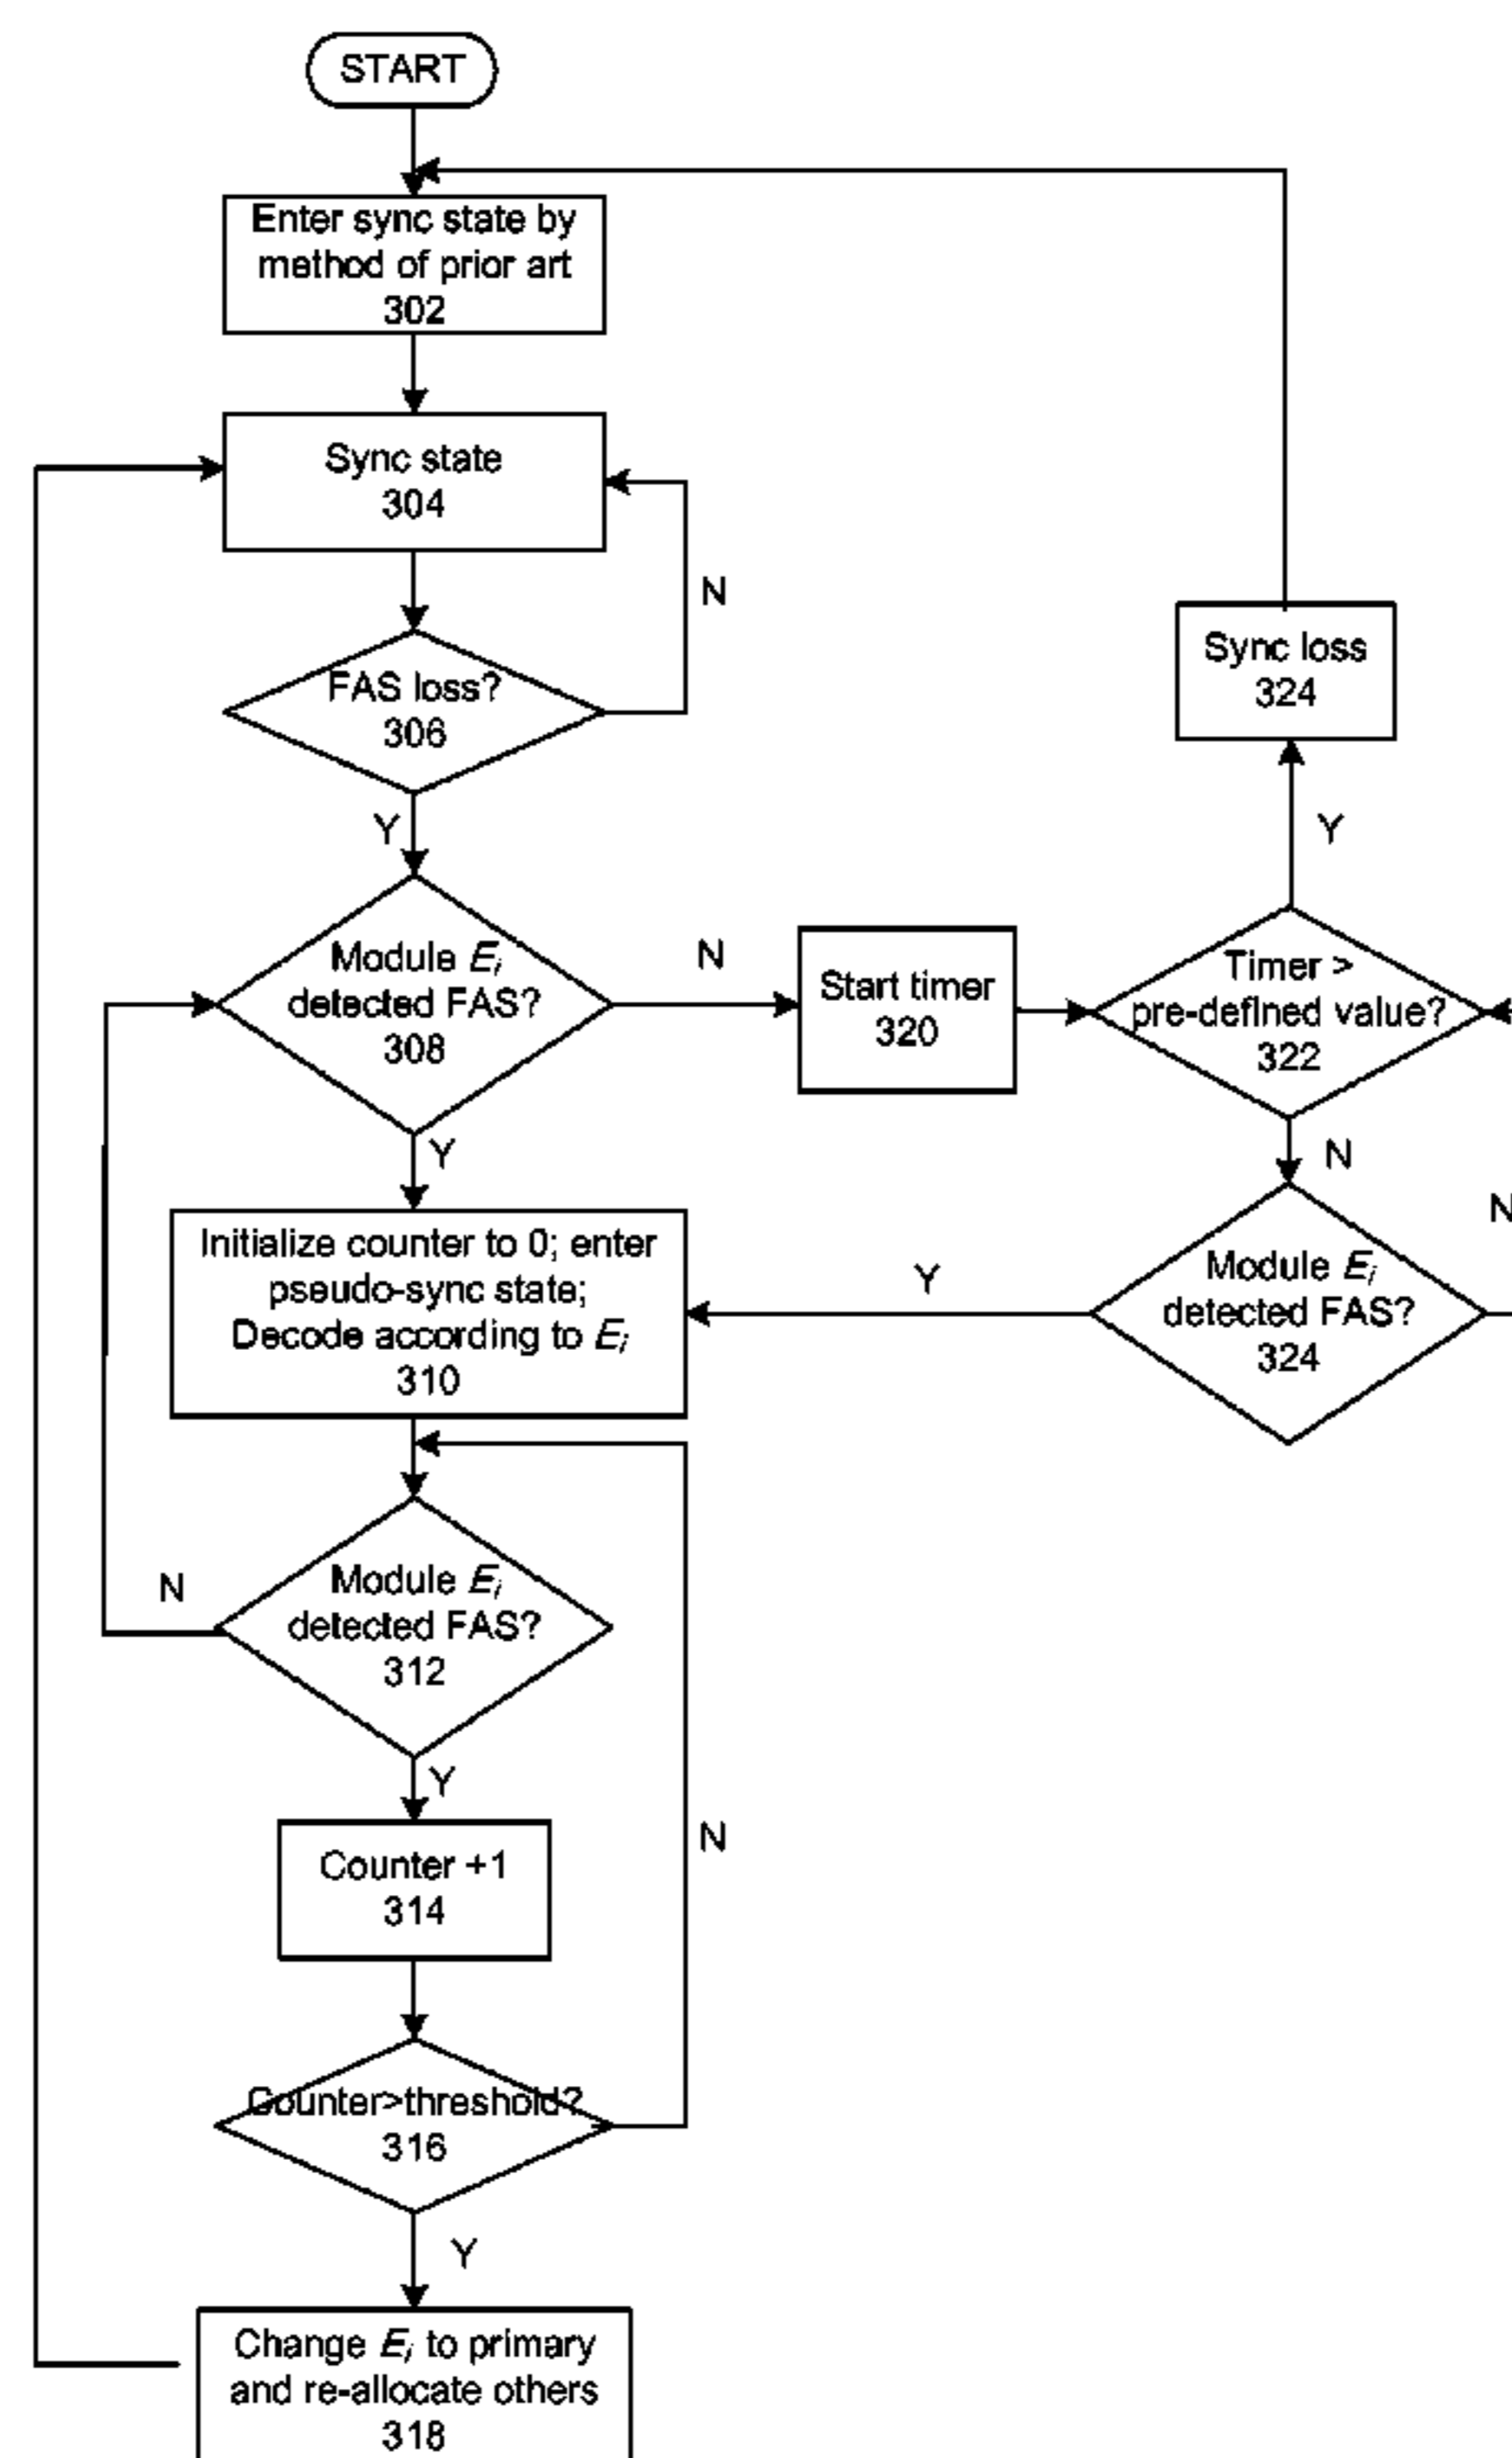 START
Enter sync state by
method of prior art
302
Sync state
304
N
FAS loss?
306
Y
Module Ei
detected FAS?
308
N
Y
Start timer
320
Timer >
pre-defined value?
322
Y
Sync loss
324
N
Module Ei
detected FAS?
324
N
Y
Initialize counter to 0; enter
pseudo-sync state;
Decode according to Ei
310
Module Ei
detected FAS?
312
N
Y
Counter +1
314
N
Counter>threshold?
316
Y
Change Ei to primary
and re-allocate others
318